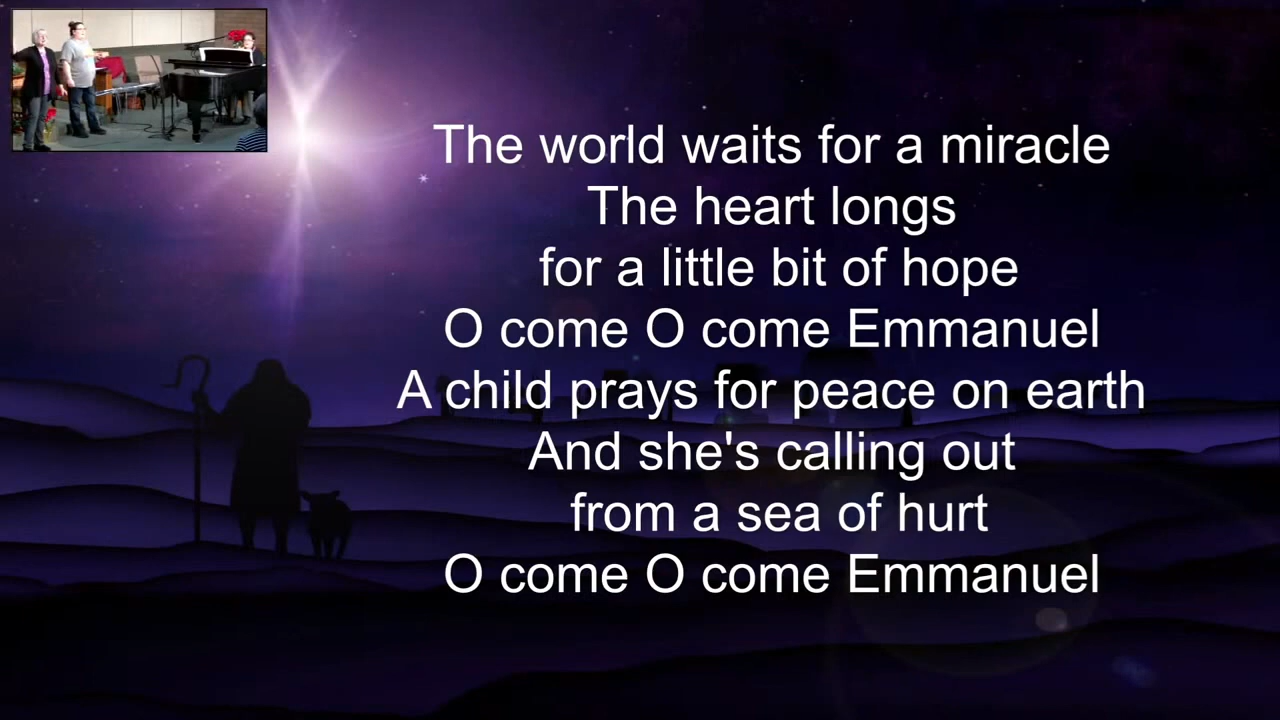 The world waits for a miracle
The heart longs
for a little bit of hope
O come O come Emmanuel
A child prays for peace on earth
And she's calling out
from a sea of hurt
O come O come Emmanuel